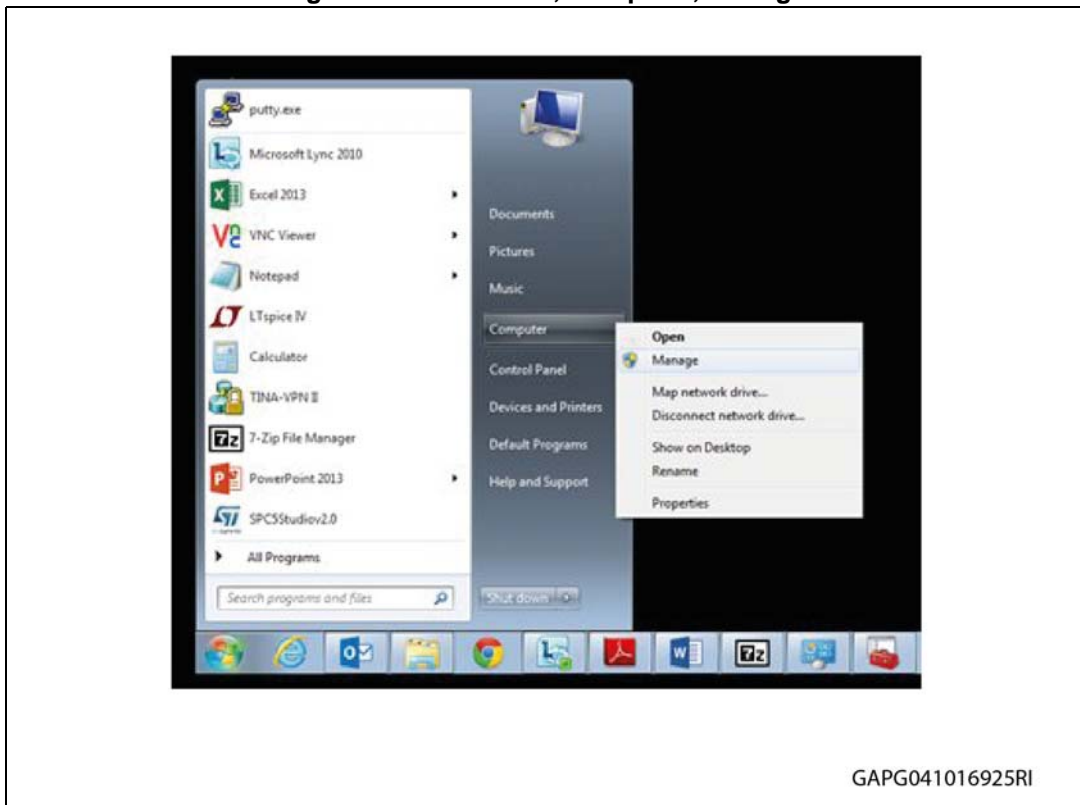 putty.exe
Microsoft Lync 2010
Excel 2013
VNC Viewer
Notepad
LTspice IV
Calculator
TINA-VPN II
7-Zip File Manager
PowerPoint 2013
SPC5Studiov2.0
All Programs
Search programs and files
Documents
Pictures
Music
Computer
Control Panel
Devices and Printers
Default Programs
Help and Support
Shut down
Open
Manage
Map network drive...
Disconnect network drive...
Show on Desktop
Rename
Properties
GAPG041016925RI